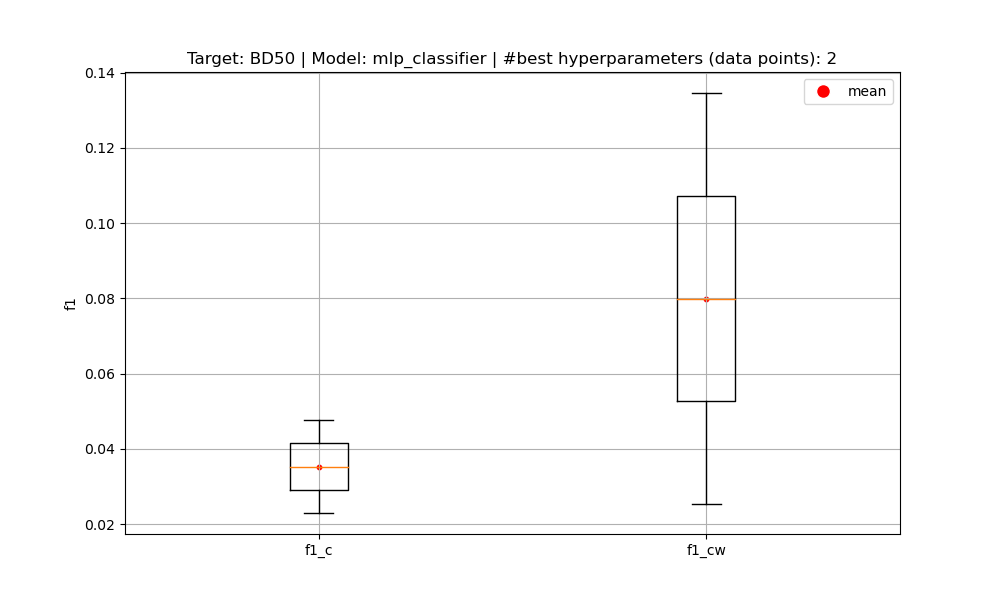 Target: BD50 | Model: mlp_classifier | #best hyperparameters (data points): 2
mean
0.14
0.12
0.10
0.08
0.06
0.04
0.02
f1
f1_c
f1_cw